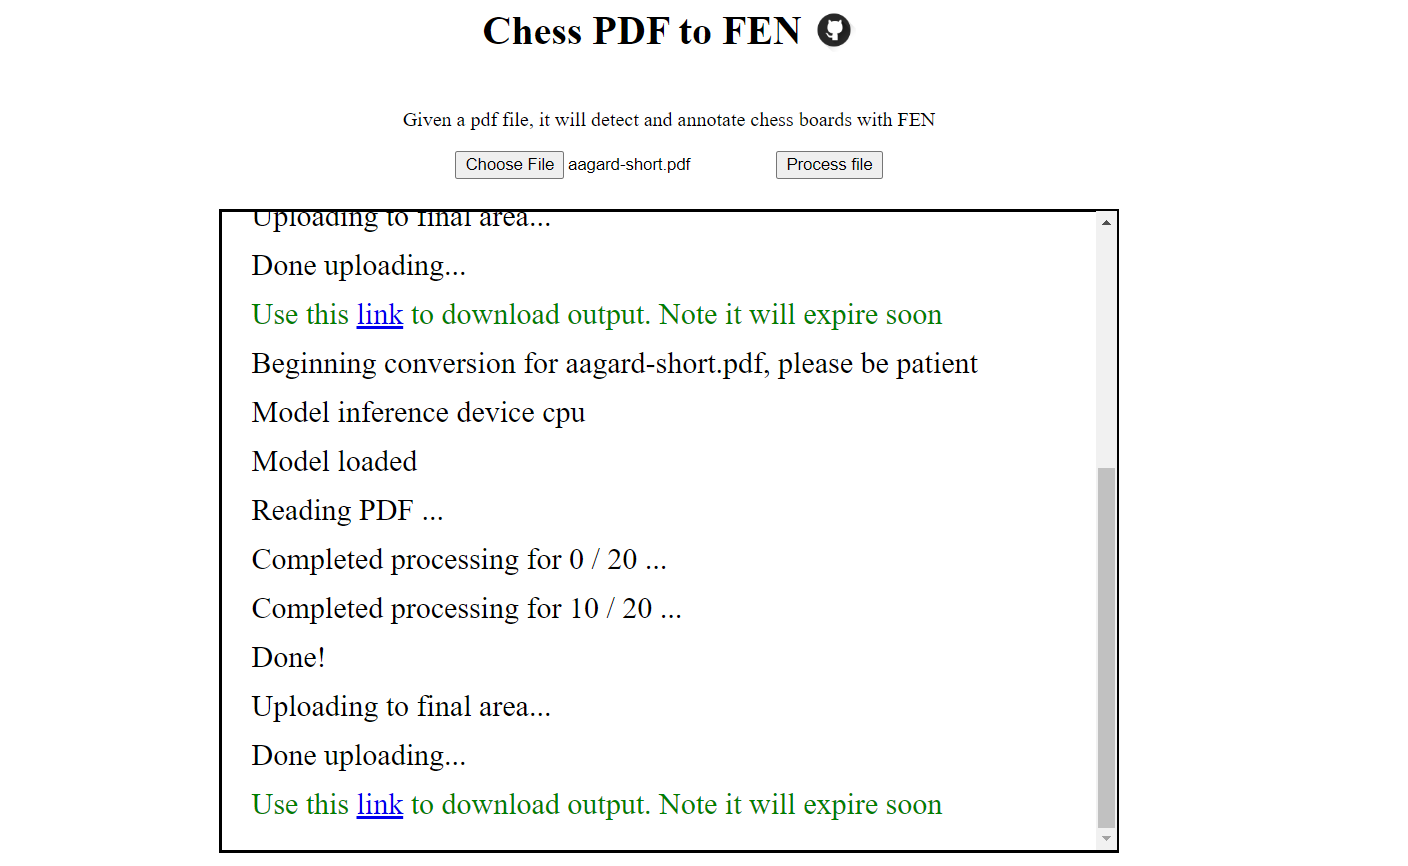 Chess PDF to FEN
Given a pdf file, it will detect and annotate chess boards with FEN
Choose File aagard-short.pdf Process file
Uploading to final area...
Done uploading...
Use this link to download output. Note it will expire soon
Beginning conversion for aagard-short.pdf, please be patient
Model inference device cpu
Model loaded
Reading PDF ...
Completed processing for 0 / 20 ...
Completed processing for 10 / 20 ...
Done!
Uploading to final area...
Done uploading...
Use this link to download output. Note it will expire soon